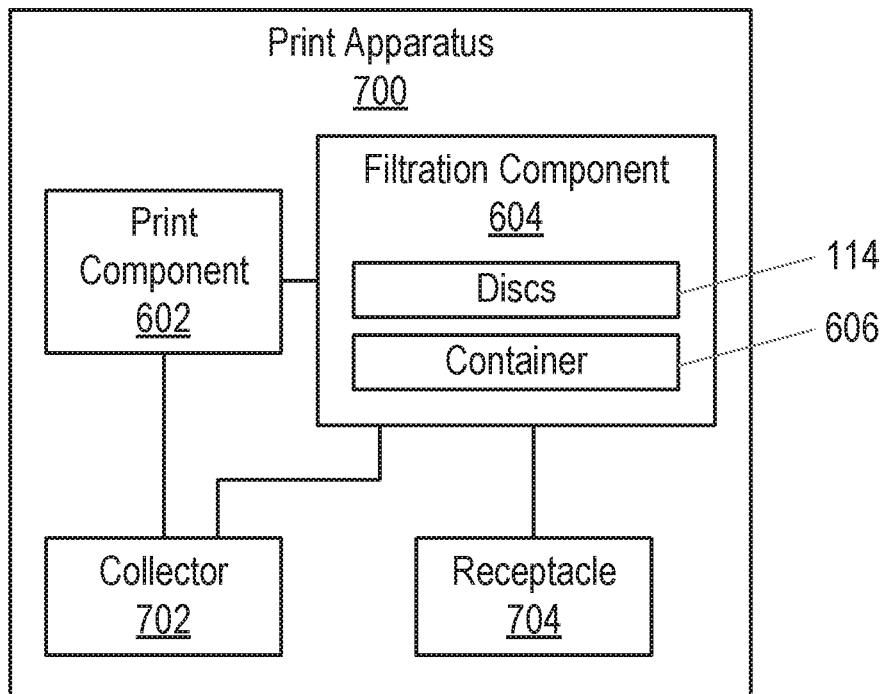 Print Apparatus
700
Filtration Component
604
Print
Component
602
Discs
114
Container
606
Collector
702
Receptacle
704